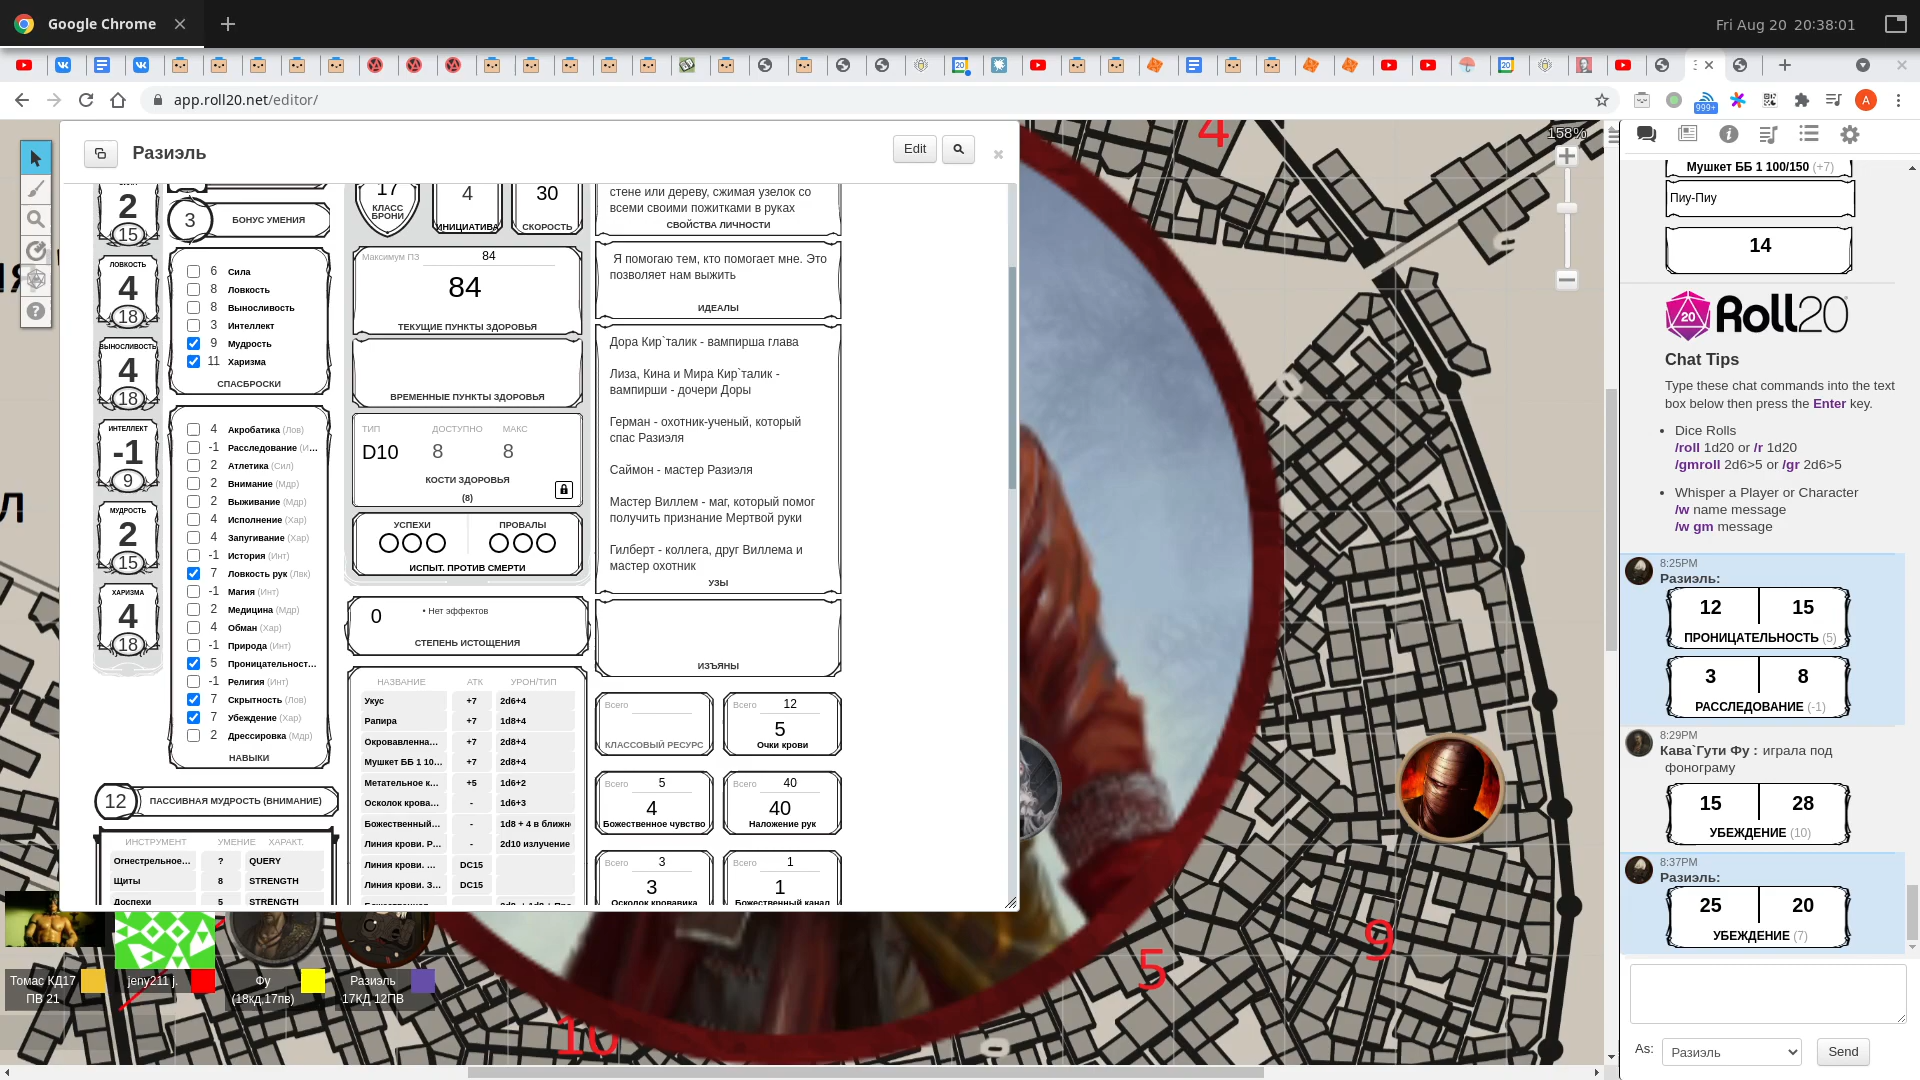 Google Chrome
Fri Aug 20 20:38:01
app.roll20.net/editor/
999+
A
Разиэль
Edit
158%
2
15
ЛОВКОСТЬ
4
18
ВЫНОСЛИВОСТЬ
4
18
ИНТЕЛЛЕКТ
-1
9
МУДРОСТЬ
2
15
ХАРИЗМА
4
18
3 БОНУС УМЕНИЯ
6 Сила
8 Ловкость
8 Выносливость
3 Интеллект
9 Мудрость
11 Харизма
СПАСБРОСКИ
4 Акробатика (Лов)
-1 Расследование (И...
2 Атлетика (Сил)
2 Внимание (Мдр)
2 Выживание (Мдр)
4 Исполнение (Хар)
4 Запугивание (Хар)
-1 История (Инт)
7 Ловкость рук (Лвк)
-1 Магия (Инт)
2 Медицина (Мдр)
4 Обман (Хар)
-1 Природа (Инт)
5 Проницательност...
-1 Религия (Инт)
7 Скрытность (Лов)
7 Убеждение (Хар)
2 Дрессировка (Мдр)
НАВЫКИ
12 ПАССИВНАЯ МУДРОСТЬ (ВНИМАНИЕ)
ИНСТРУМЕНТ УМЕНИЕ ХАРАКТ.
Огнестрельное... ? QUERY
Щиты 8 STRENGTH
Доспехи 5 STRENGTH
17
КЛАСС
БРОНИ
4
ИНИЦИАТИВА
30
СКОРОСТЬ
Максимум ПЗ 84
84
ТЕКУЩИЕ ПУНКТЫ ЗДОРОВЬЯ
ВРЕМЕННЫЕ ПУНКТЫ ЗДОРОВЬЯ
ТИП ДОСТУПНО МАКС
D10 8 8
КОСТИ ЗДОРОВЬЯ
(8)
УСПЕХИ ПРОВАЛЫ
ИСПЫТ. ПРОТИВ СМЕРТИ
0 • Нет эффектов
СТЕПЕНЬ ИСТОЩЕНИЯ
НАЗВАНИЕ АТК УРОН/ТИП
Укус +7 2d6+4
Рапира +7 1d8+4
Окровавленна... +7 2d8+4
Мушкет ББ 1 10... +7 2d8+4
Метательное к... +5 1d6+2
Осколок крова... - 1d6+3
Божественный... - 1d8 + 4 в ближн
Линия крови. Р... - 2d10 излучение
Линия крови. ... DC15
Линия крови. З... DC15
стене или дереву, сжимая узелок со
всеми своими пожитками в руках
СВОЙСТВА ЛИЧНОСТИ
Я помогаю тем, кто помогает мне. Это
позволяет нам выжить
ИДЕАЛЫ
Дора Кир`талик - вампирша глава
Лиза, Кина и Мира Кир`талик -
вампирши - дочери Доры
Герман - охотник-ученый, который
спас Разиэля
Саймон - мастер Разиэля
Мастер Виллем - маг, который помог
получить признание Мертвой руки
Гилберт - коллега, друг Виллема и
мастер охотник
УЗЫ
ИЗЪЯНЫ
Всего
КЛАССОВЫЙ РЕСУРС
Всего 12
5
Очки крови
Всего 5
4
Божественное чувство
Всего 40
40
Наложение рук
Всего 3
3
Осколок кровавика
Всего 1
1
Божественный канал
4
5
9
10
Томас КД17
ПВ 21
jeny211 j.
Фу
(18кд,17пв)
Разиэль
17КД 12ПВ
Мушкет ББ 1 100/150 (+7)
Пиу-Пиу
14
20
Roll20
Chat Tips
Type these chat commands into the text
box below then press the Enter key.
• Dice Rolls
/roll 1d20 or /r 1d20
/gmroll 2d6>5 or /gr 2d6>5
• Whisper a Player or Character
/w name message
/w gm message
8:25PM
Разиэль:
12 15
ПРОНИЦАТЕЛЬНОСТЬ (5)
3 8
РАССЛЕДОВАНИЕ (-1)
8:29PM
Кава`Гути Фу : играла под
фонограму
15 28
УБЕЖДЕНИЕ (10)
8:37PM
Разиэль:
25 20
УБЕЖДЕНИЕ (7)
As: Разиэль Send